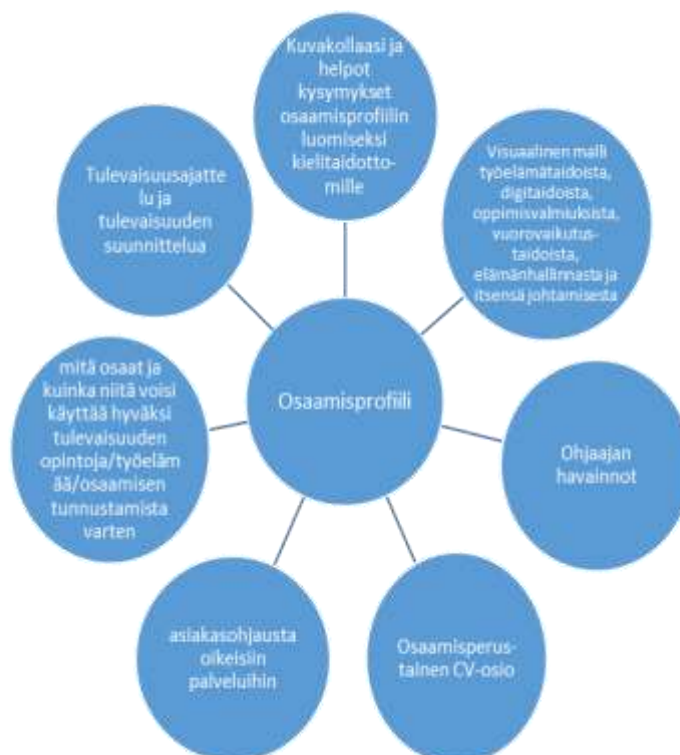 Kuvakollaasi ja
helpot
kysymykset
osaamisprofiilin
luomiseksi
kielitaidotto-
mille
Visuaalinen malli
työelämätaidoista,
digitaidoista,
oppimisvalmiuksista,
vuorovaikutus-
taidoista,
elämänhallinnasta ja
itsensä johtamisesta
Ohjaajan
havainnot
Osaamisperus-
tainen CV-osio
asiakasohjausta
oikeisiin
palveluihin
mitä osaat ja
kuinka niitä voisi
käyttää hyväksi
tulevaisuuden
opintoja/työeläm
ää/osaamisen
tunnustamista
varten
Tulevaisuusajatte
lu ja
tulevaisuuden
suunnittelua
Osaamisprofiili